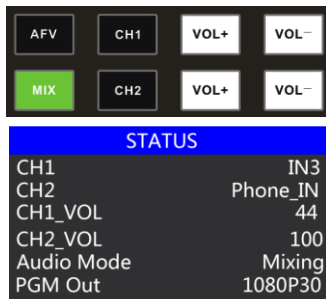 AFV CH1 VOL+ VOL−
MIX CH2 VOL+ VOL−
STATUS
CH1 IN3
CH2 Phone_IN
CH1_VOL 44
CH2_VOL 100
Audio Mode Mixing
PGM Out 1080P30